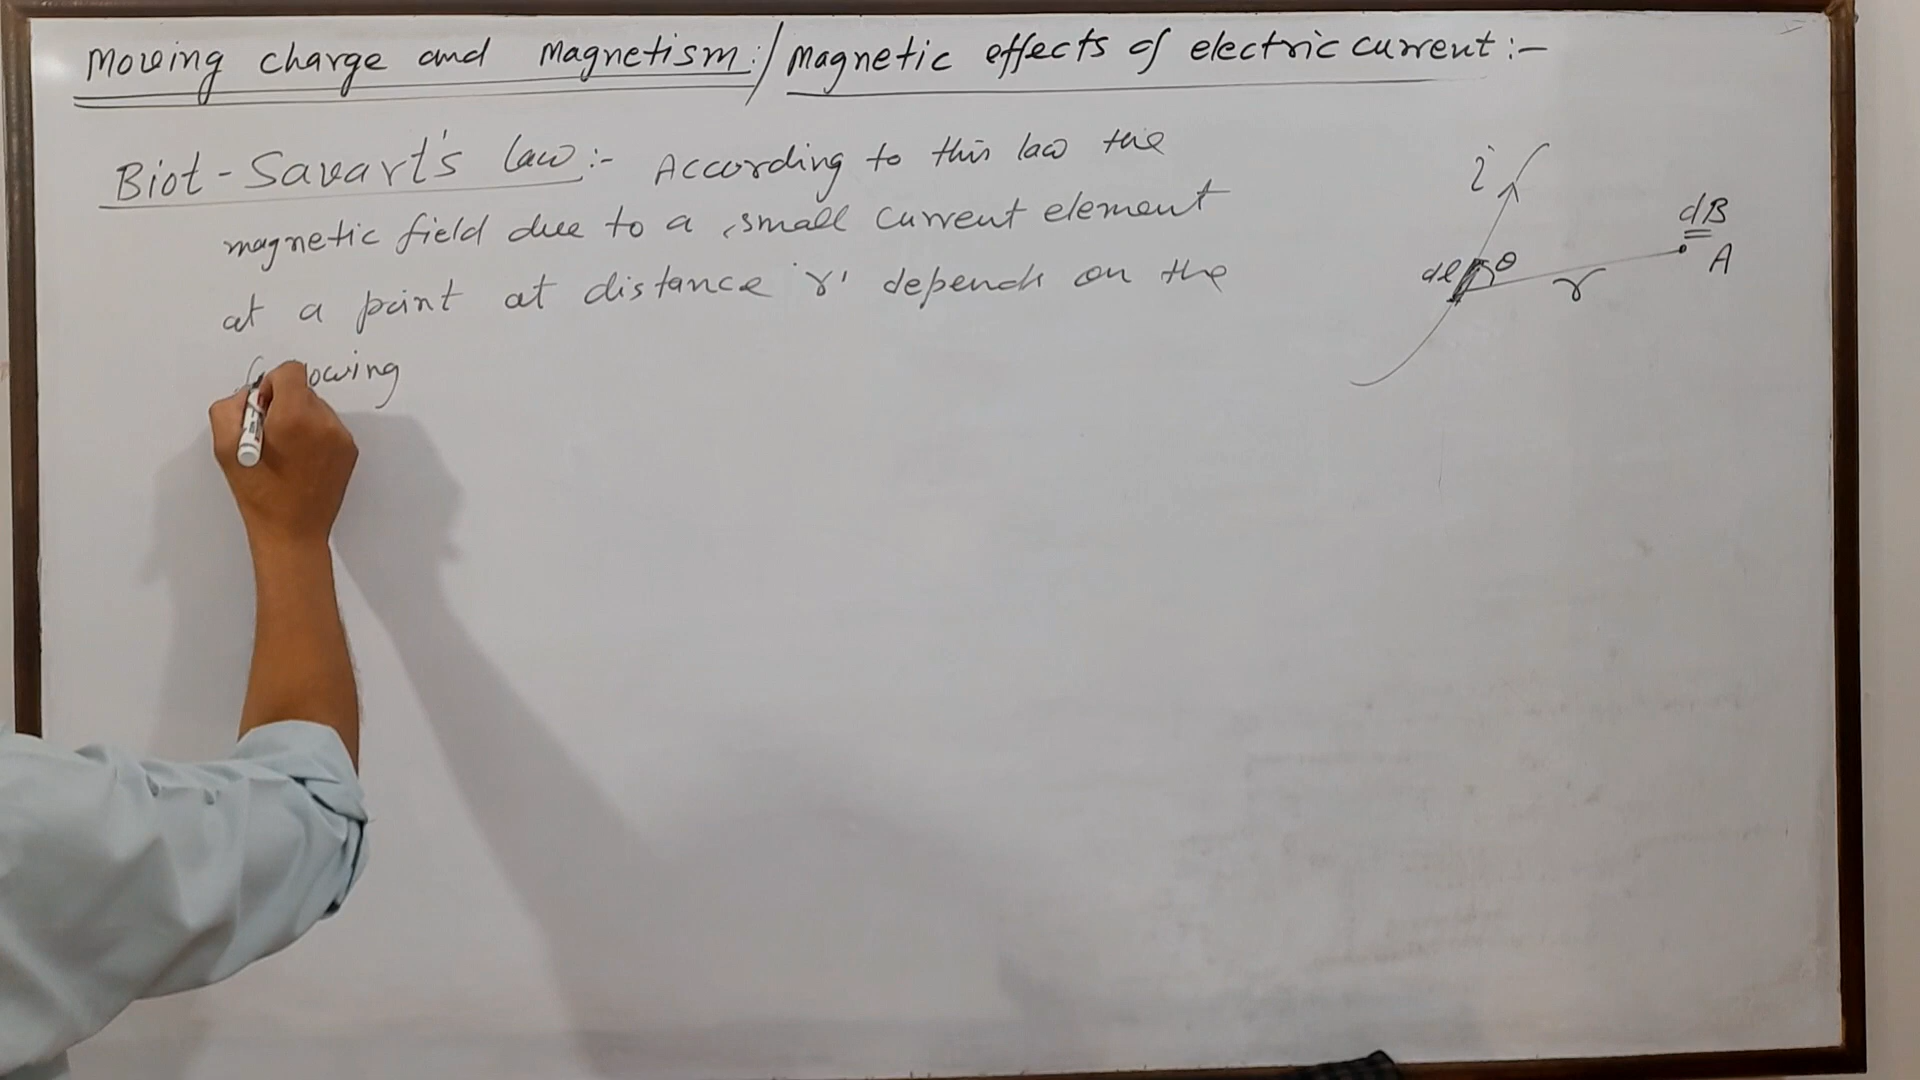 Moving charge and Magnetism:/Magnetic effects of electric current:-
Biot-Savart's law:- According to this law the
magnetic field due to a small current element
at a point at distance 'r' depends on the
following
i
dB
A
dl
θ
r